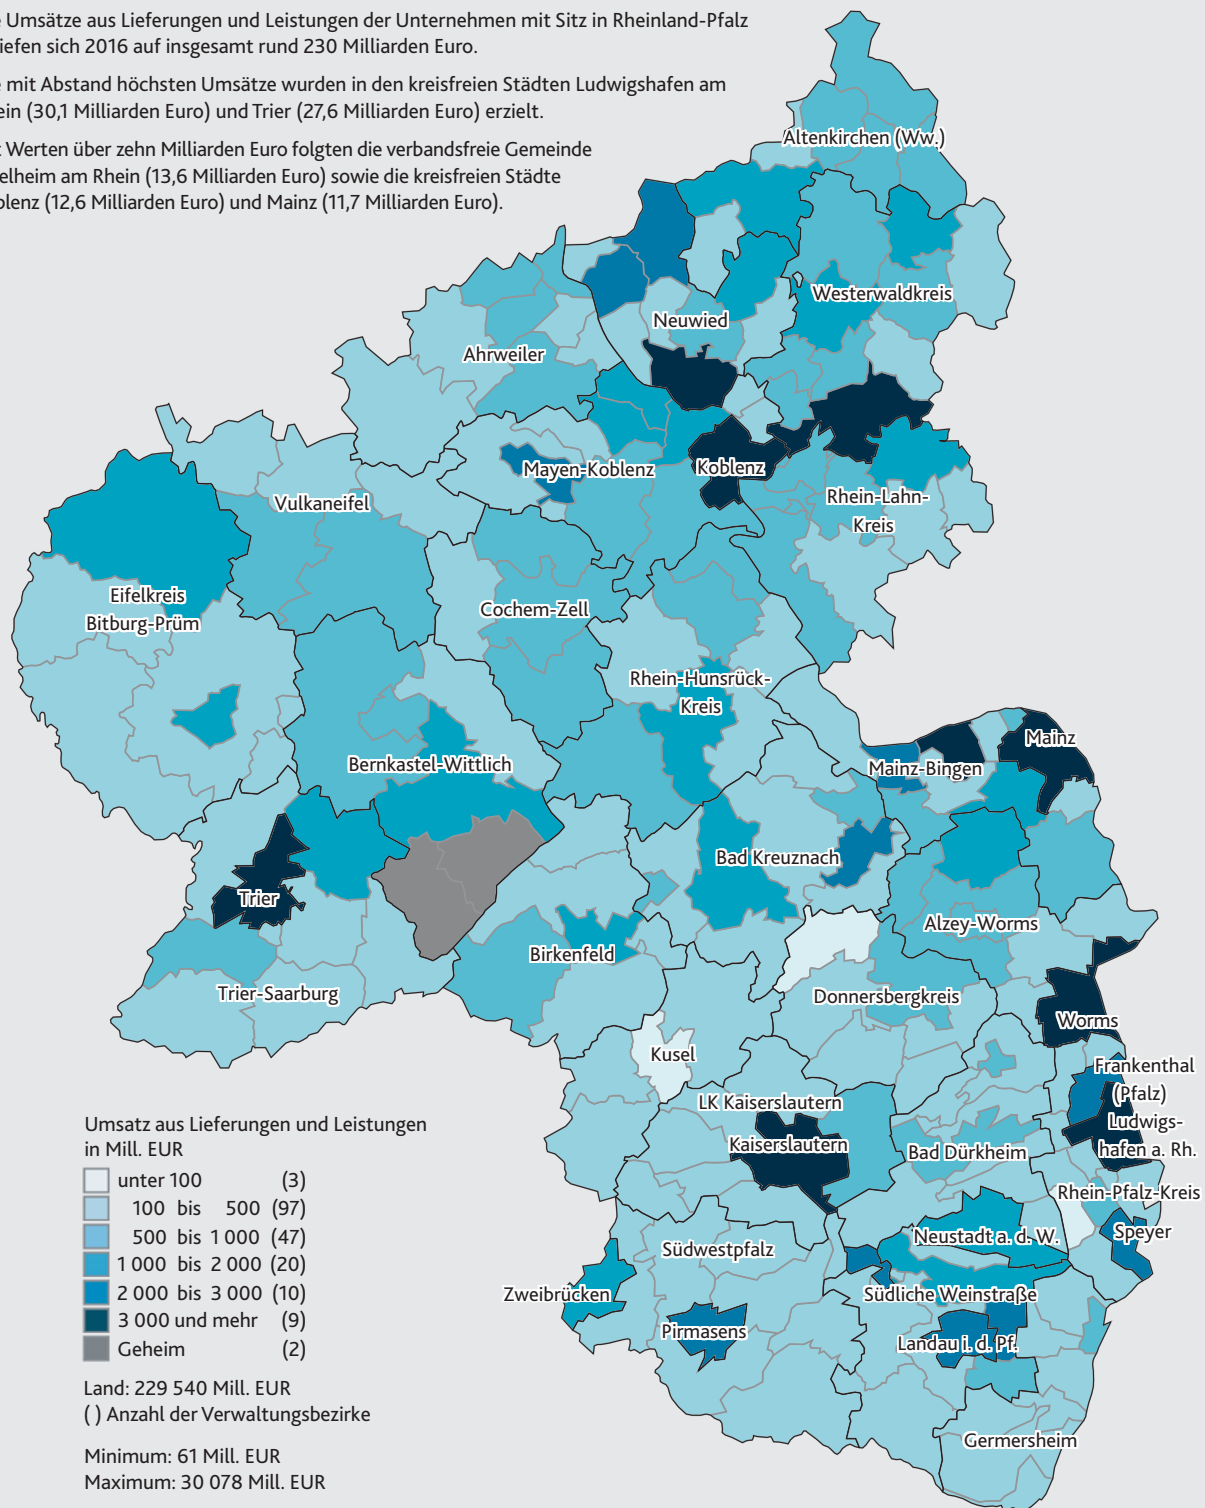 Umsätze aus Lieferungen und Leistungen der Unternehmen mit Sitz in Rheinland-Pfalz
iefen sich 2016 auf insgesamt rund 230 Milliarden Euro.
mit Abstand höchsten Umsätze wurden in den kreisfreien Städten Ludwigshafen am
ein (30,1 Milliarden Euro) und Trier (27,6 Milliarden Euro) erzielt.
t Werten über zehn Milliarden Euro folgten die verbandsfreie Gemeinde
elheim am Rhein (13,6 Milliarden Euro) sowie die kreisfreien Städte
blenz (12,6 Milliarden Euro) und Mainz (11,7 Milliarden Euro).
Altenkirchen (Ww.)
Westerwaldkreis
Neuwied
Ahrweiler
Mayen-Koblenz
Koblenz
Vulkaneifel
Rhein-Lahn-
Kreis
Eifelkreis
Bitburg-Prüm
Cochem-Zell
Rhein-Hunsrück-
Kreis
Mainz
Bernkastel-Wittlich
Mainz-Bingen
Bad Kreuznach
Trier
Alzey-Worms
Birkenfeld
Trier-Saarburg
Donnersbergkreis
Worms
Kusel
Frankenthal
(Pfalz)
LK Kaiserslautern
Ludwigs-
hafen a. Rh.
Kaiserslautern
Bad Dürkheim
Rhein-Pfalz-Kreis
Neustadt a. d. W.
Speyer
Südwestpfalz
Zweibrücken
Südliche Weinstraße
Pirmasens
Landau i. d. Pf.
Germersheim
Umsatz aus Lieferungen und Leistungen
in Mill. EUR
unter 100 (3)
100 bis 500 (97)
500 bis 1 000 (47)
1 000 bis 2 000 (20)
2 000 bis 3 000 (10)
3 000 und mehr (9)
Geheim (2)
Land: 229 540 Mill. EUR
( ) Anzahl der Verwaltungsbezirke
Minimum: 61 Mill. EUR
Maximum: 30 078 Mill. EUR